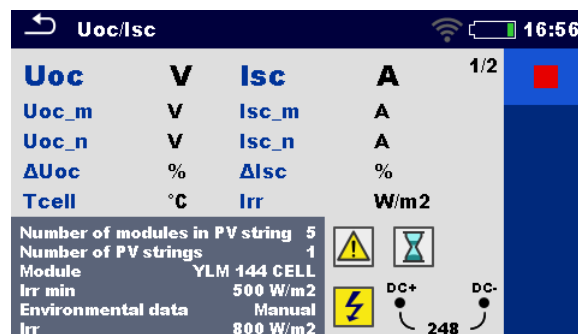 Uoc/Isc 16:56
Uoc V Isc A 1/2
Uoc_m V Isc_m A
Uoc_n V Isc_n A
ΔUoc % ΔIsc %
Tcell °C Irr W/m2
Number of modules in PV string 5
Number of PV strings 1
Module YLM 144 CELL
Irr min 500 W/m2
Environmental data Manual
Irr 800 W/m2
DC+ DC-
248